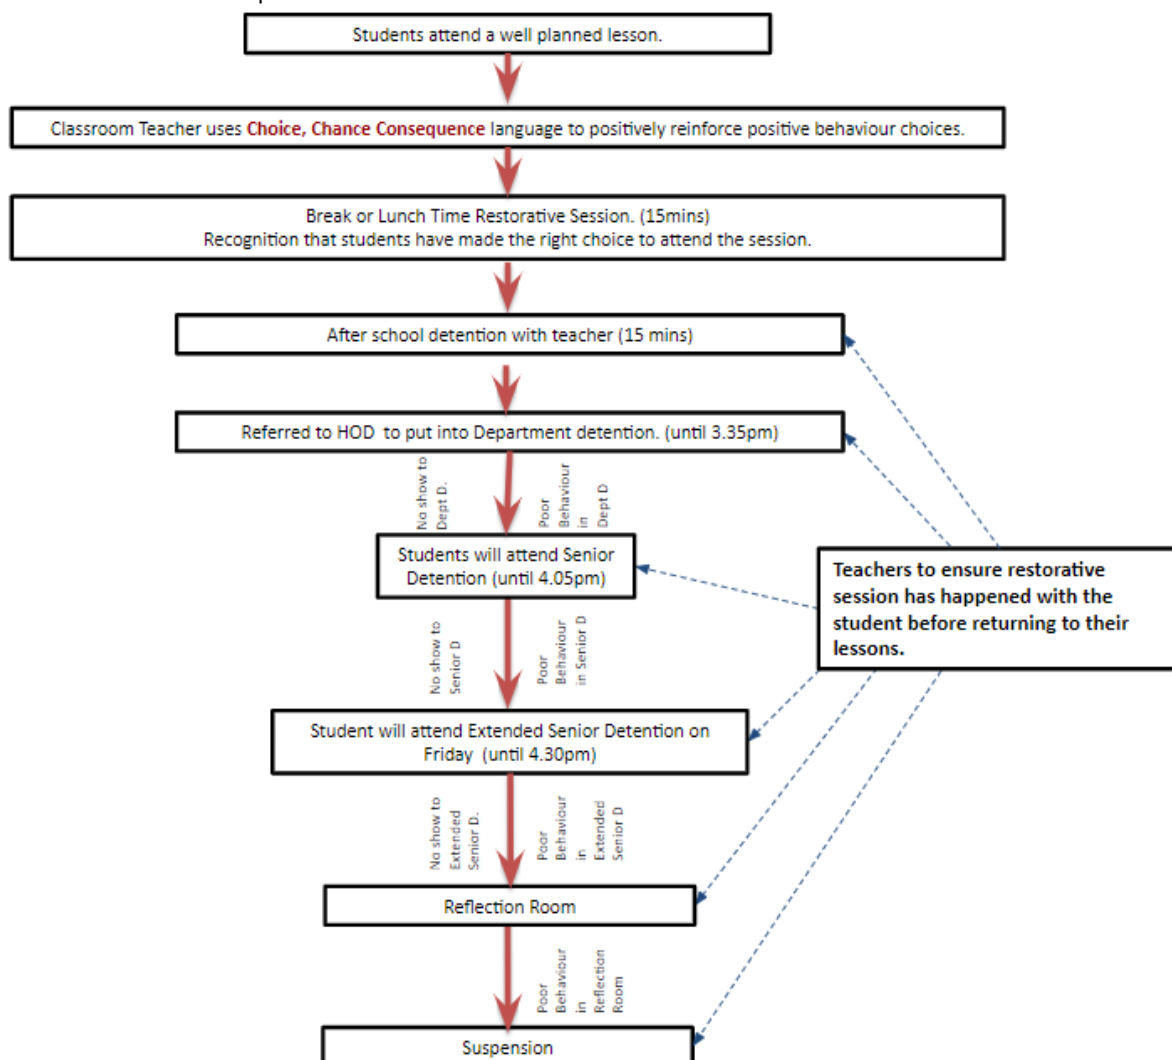 Students attend a well planned lesson.
Classroom Teacher uses Choice, Chance Consequence language to positively reinforce positive behaviour choices.
Break or Lunch Time Restorative Session. (15mins)
Recognition that students have made the right choice to attend the session.
After school detention with teacher (15 mins)
Referred to HOD to put into Department detention. (until 3.35pm)
No show to
Dept D.
Poor
Behaviour
in
Dept D
Students will attend Senior
Detention (until 4.05pm)
Teachers to ensure restorative
session has happened with the
student before returning to their
lessons.
No show to
Senior D
Poor
Behaviour
in Senior D
Student will attend Extended Senior Detention on
Friday (until 4.30pm)
No show to
Extended
Senior D.
Poor
Behaviour
in
Extended
Senior D
Reflection Room
Poor
Behaviour
in
Reflection
Room
Suspension